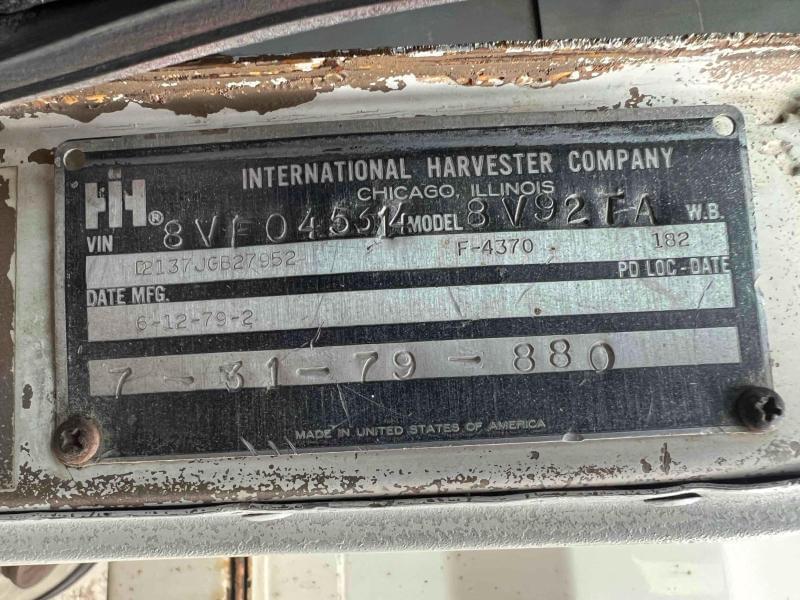 INTERNATIONAL HARVESTER COMPANY
CHICAGO, ILLINOIS
IH®
8VF045314 8V92TA
VIN MODEL W.B.
D2137JGB27952 F-4370 182
DATE MFG. PD LOC-DATE
6-12-79-2
7-31-79-880
MADE IN UNITED STATES OF AMERICA